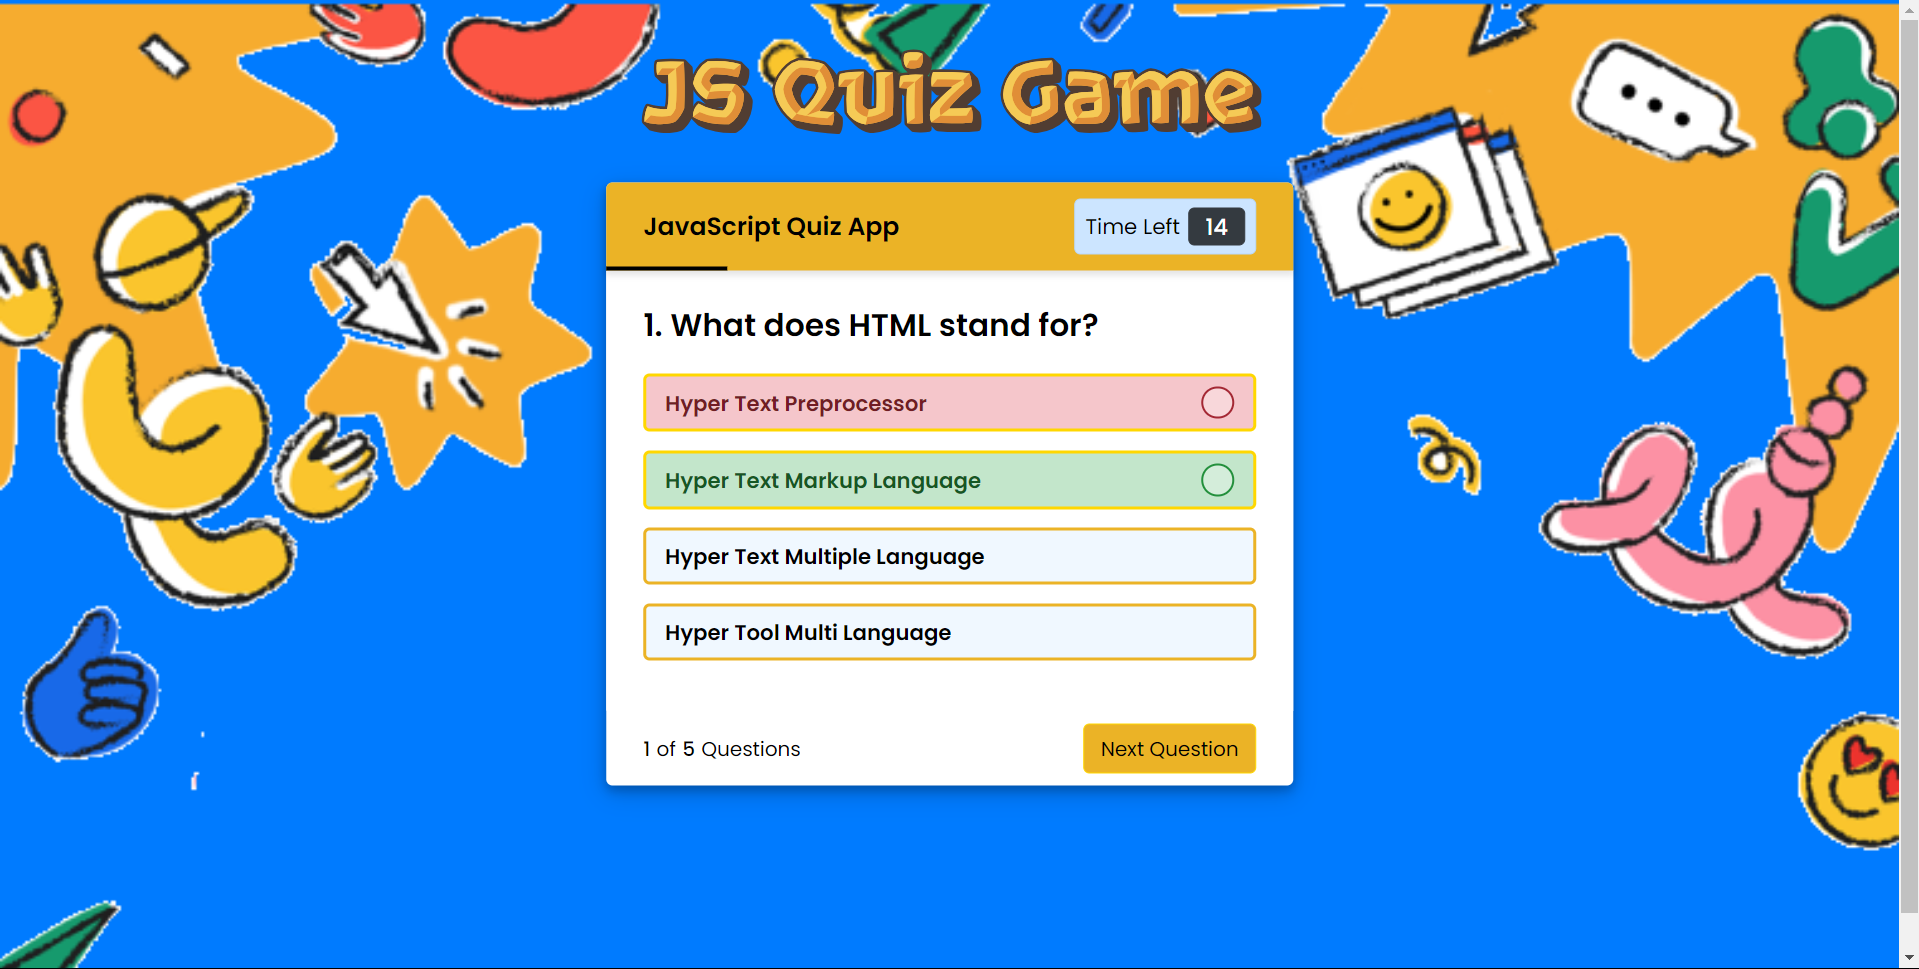 JS Quiz Game
JavaScript Quiz App
Time Left 14
1. What does HTML stand for?
Hyper Text Preprocessor
Hyper Text Markup Language
Hyper Text Multiple Language
Hyper Tool Multi Language
1 of 5 Questions
Next Question